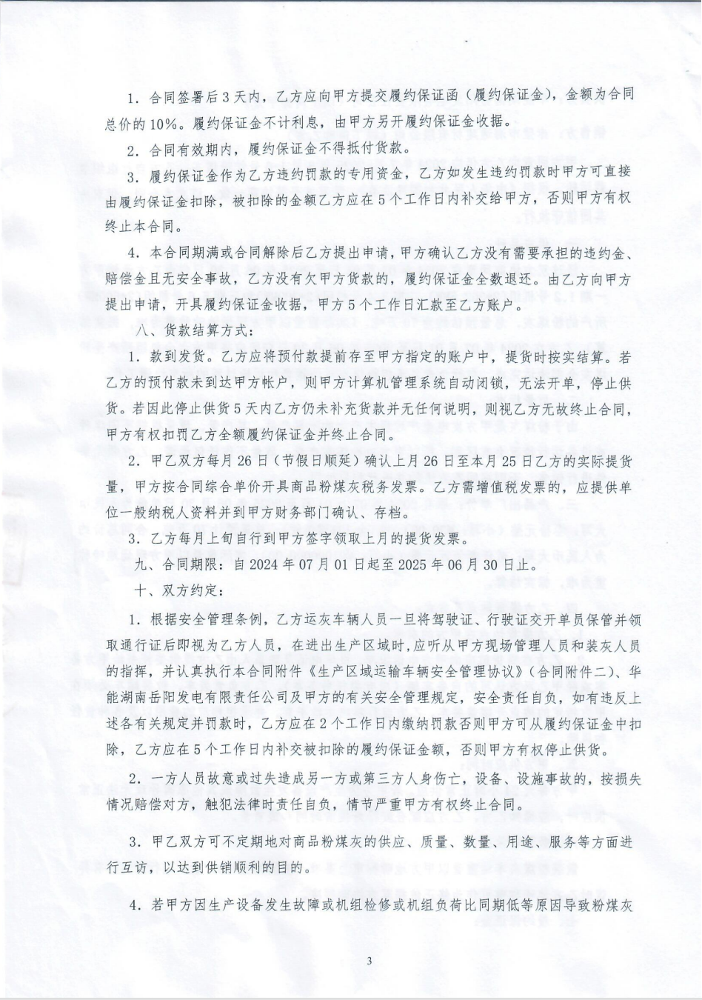 1．合同签署后3天内，乙方应向甲方提交履约保证函（履约保证金），金额为合同
总价的10%。履约保证金不计利息，由甲方另开履约保证金收据。
2．合同有效期内，履约保证金不得抵付货款。
3．履约保证金作为乙方违约罚款的专用资金，乙方如发生违约罚款时甲方可直接
由履约保证金扣除，被扣除的金额乙方应在5个工作日内补交给甲方，否则甲方有权
终止本合同。
4．本合同期满或合同解除后乙方提出申请，甲方确认乙方没有需要承担的违约金、
赔偿金且无安全事故，乙方没有欠甲方货款的，履约保证金全数退还。由乙方向甲方
提出申请，开具履约保证金收据，甲方5个工作日汇款至乙方账户。
八、货款结算方式：
1．款到发货。乙方应将预付款提前存至甲方指定的账户中，提货时按实结算。若
乙方的预付款未到达甲方帐户，则甲方计算机管理系统自动闭锁，无法开单，停止供
货。若因此停止供货5天内乙方仍未补充货款并无任何说明，则视乙方无故终止合同，
甲方有权扣罚乙方全额履约保证金并终止合同。
2．甲乙双方每月26日（节假日顺延）确认上月26日至本月25日乙方的实际提货
量，甲方按合同综合单价开具商品粉煤灰税务发票。乙方需增值税发票的，应提供单
位一般纳税人资料并到甲方财务部门确认、存档。
3．乙方每月上旬自行到甲方签字领取上月的提货发票。
九、合同期限：自2024年07月01日起至2025年06月30日止。
十、双方约定：
1．根据安全管理条例，乙方运灰车辆人员一旦将驾驶证、行驶证交开单员保管并领
取通行证后即视为乙方人员，在进出生产区域时,应听从甲方现场管理人员和装灰人员
的指挥，并认真执行本合同附件《生产区域运输车辆安全管理协议》（合同附件二）、华
能湖南岳阳发电有限责任公司及甲方的有关安全管理规定，安全责任自负，如有违反上
述各有关规定并罚款时，乙方应在2个工作日内缴纳罚款否则甲方可从履约保证金中扣
除，乙方应在5个工作日内补交被扣除的履约保证金额，否则甲方有权停止供货。
2．一方人员故意或过失造成另一方或第三方人身伤亡，设备、设施事故的，按损失
情况赔偿对方，触犯法律时责任自负，情节严重甲方有权终止合同。
3．甲乙双方可不定期地对商品粉煤灰的供应、质量、数量、用途、服务等方面进
行互访，以达到供销顺利的目的。
4．若甲方因生产设备发生故障或机组检修或机组负荷比同期低等原因导致粉煤灰
3